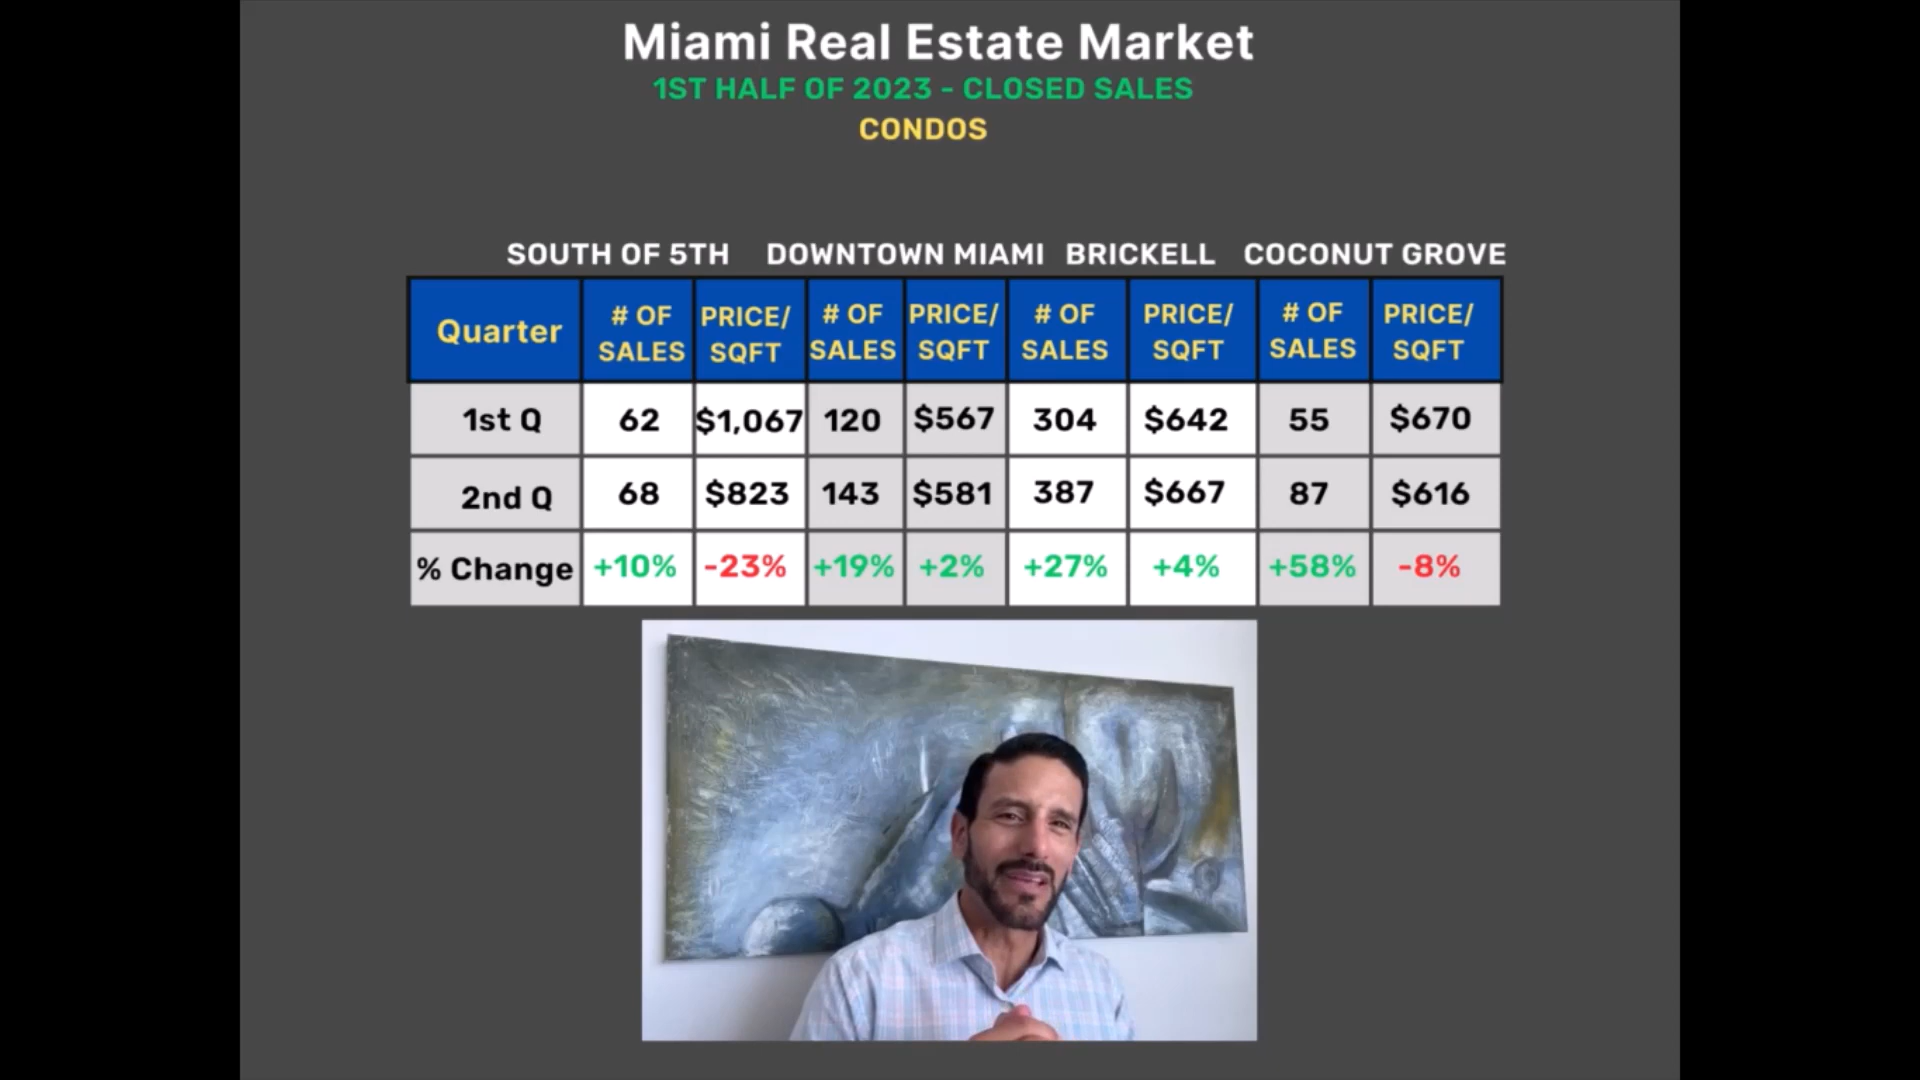 Miami Real Estate Market
1ST HALF OF 2023 - CLOSED SALES
CONDOS
SOUTH OF 5TH DOWNTOWN MIAMI BRICKELL COCONUT GROVE
Quarter # OF SALES PRICE/ SQFT # OF SALES PRICE/ SQFT # OF SALES PRICE/ SQFT # OF SALES PRICE/ SQFT
1st Q 62 $1,067 120 $567 304 $642 55 $670
2nd Q 68 $823 143 $581 387 $667 87 $616
% Change +10% -23% +19% +2% +27% +4% +58% -8%